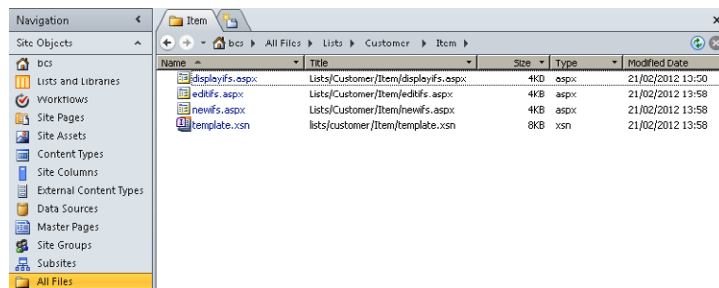 Navigation
Item
Site Objects
bcs
All Files
Lists
Customer
Item
bcs
Lists and Libraries
Workflows
Site Pages
Site Assets
Content Types
Site Columns
External Content Types
Data Sources
Master Pages
Site Groups
Subsites
All Files
Name Title Size Type Modified Date
displayifs.aspx Lists/Customer/Item/displayifs.aspx 4KB aspx 21/02/2012 13:50
editifs.aspx Lists/Customer/Item/editifs.aspx 4KB aspx 21/02/2012 13:58
newifs.aspx Lists/Customer/Item/newifs.aspx 4KB aspx 21/02/2012 13:58
template.xsn lists/customer/Item/template.xsn 8KB xsn 21/02/2012 13:58